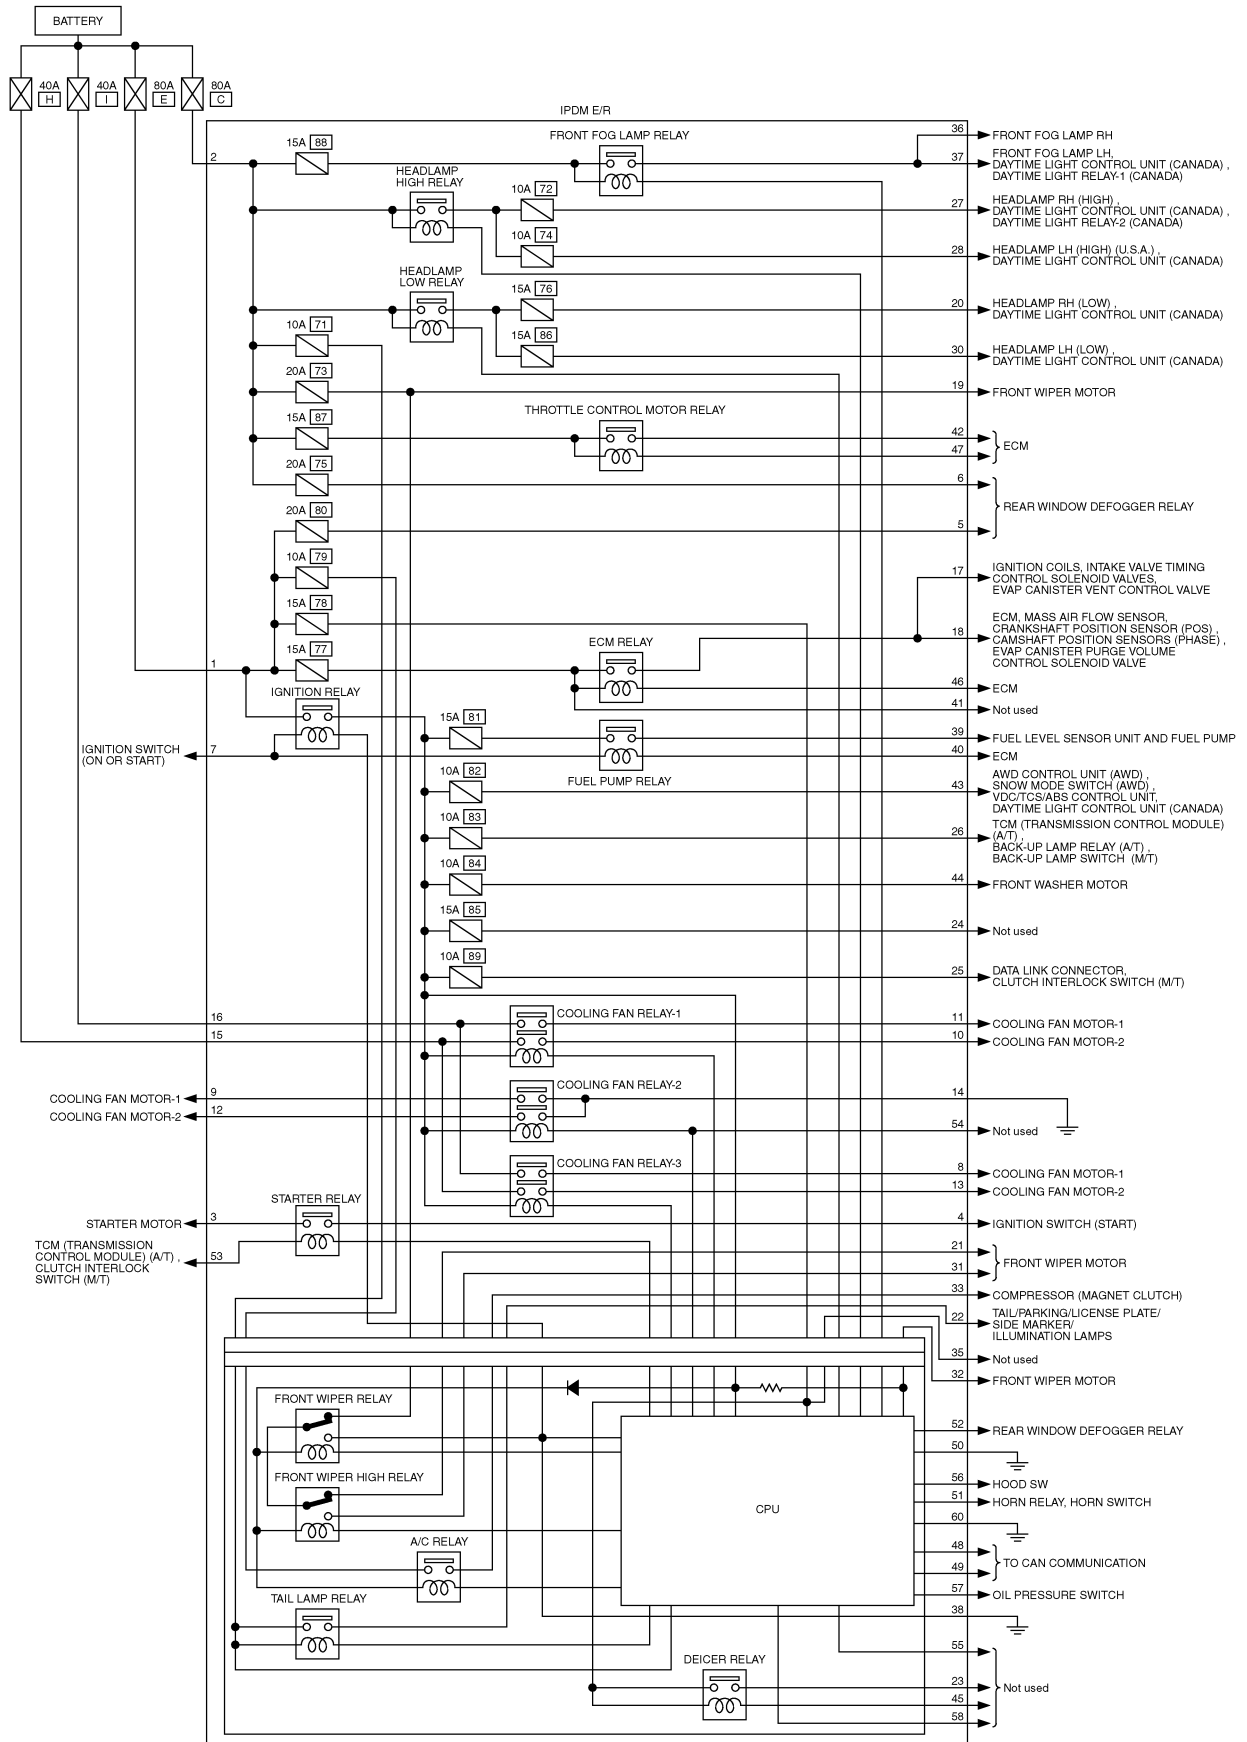 BATTERY
40A
H
40A
I
80A
E
80A
C
IPDM E/R
2
15A 88
FRONT FOG LAMP RELAY
36
FRONT FOG LAMP RH
37
FRONT FOG LAMP LH,
DAYTIME LIGHT CONTROL UNIT (CANADA) ,
DAYTIME LIGHT RELAY-1 (CANADA)
HEADLAMP
HIGH RELAY
10A 72
27
HEADLAMP RH (HIGH) ,
DAYTIME LIGHT CONTROL UNIT (CANADA) ,
DAYTIME LIGHT RELAY-2 (CANADA)
10A 74
28
HEADLAMP LH (HIGH) (U.S.A.) ,
DAYTIME LIGHT CONTROL UNIT (CANADA)
HEADLAMP
LOW RELAY
15A 76
20
HEADLAMP RH (LOW) ,
DAYTIME LIGHT CONTROL UNIT (CANADA)
10A 71
15A 86
30
HEADLAMP LH (LOW) ,
DAYTIME LIGHT CONTROL UNIT (CANADA)
20A 73
19
FRONT WIPER MOTOR
15A 87
THROTTLE CONTROL MOTOR RELAY
42
47
ECM
20A 75
6
20A 80
5
REAR WINDOW DEFOGGER RELAY
10A 79
17
IGNITION COILS, INTAKE VALVE TIMING
CONTROL SOLENOID VALVES,
EVAP CANISTER VENT CONTROL VALVE
15A 78
18
ECM, MASS AIR FLOW SENSOR,
CRANKSHAFT POSITION SENSOR (POS) ,
CAMSHAFT POSITION SENSORS (PHASE) ,
EVAP CANISTER PURGE VOLUME
CONTROL SOLENOID VALVE
1
15A 77
ECM RELAY
46
ECM
41
Not used
IGNITION RELAY
15A 81
39
FUEL LEVEL SENSOR UNIT AND FUEL PUMP
IGNITION SWITCH
(ON OR START)
7
40
ECM
FUEL PUMP RELAY
10A 82
43
AWD CONTROL UNIT (AWD) ,
SNOW MODE SWITCH (AWD) ,
VDC/TCS/ABS CONTROL UNIT,
DAYTIME LIGHT CONTROL UNIT (CANADA)
10A 83
26
TCM (TRANSMISSION CONTROL MODULE)
(A/T) ,
BACK-UP LAMP RELAY (A/T) ,
BACK-UP LAMP SWITCH (M/T)
10A 84
44
FRONT WASHER MOTOR
15A 85
24
Not used
10A 89
25
DATA LINK CONNECTOR,
CLUTCH INTERLOCK SWITCH (M/T)
16
COOLING FAN RELAY-1
11
COOLING FAN MOTOR-1
15
10
COOLING FAN MOTOR-2
COOLING FAN MOTOR-1
9
COOLING FAN RELAY-2
14
COOLING FAN MOTOR-2
12
54
Not used
COOLING FAN RELAY-3
8
COOLING FAN MOTOR-1
13
COOLING FAN MOTOR-2
STARTER RELAY
STARTER MOTOR
3
4
IGNITION SWITCH (START)
TCM (TRANSMISSION
CONTROL MODULE) (A/T) ,
CLUTCH INTERLOCK
SWITCH (M/T)
53
21
31
FRONT WIPER MOTOR
33
COMPRESSOR (MAGNET CLUTCH)
22
TAIL/PARKING/LICENSE PLATE/
SIDE MARKER/
ILLUMINATION LAMPS
35
Not used
32
FRONT WIPER MOTOR
FRONT WIPER RELAY
52
REAR WINDOW DEFOGGER RELAY
50
FRONT WIPER HIGH RELAY
56
HOOD SW
CPU
51
HORN RELAY, HORN SWITCH
60
A/C RELAY
48
49
TO CAN COMMUNICATION
57
OIL PRESSURE SWITCH
TAIL LAMP RELAY
38
55
DEICER RELAY
23
45
58
Not used